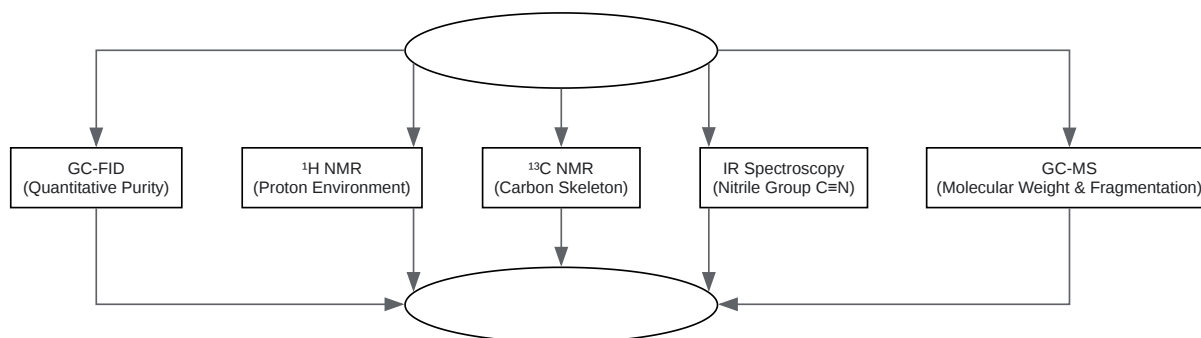 GC-FID
(Quantitative Purity)
¹H NMR
(Proton Environment)
¹³C NMR
(Carbon Skeleton)
IR Spectroscopy
(Nitrile Group C≡N)
GC-MS
(Molecular Weight & Fragmentation)